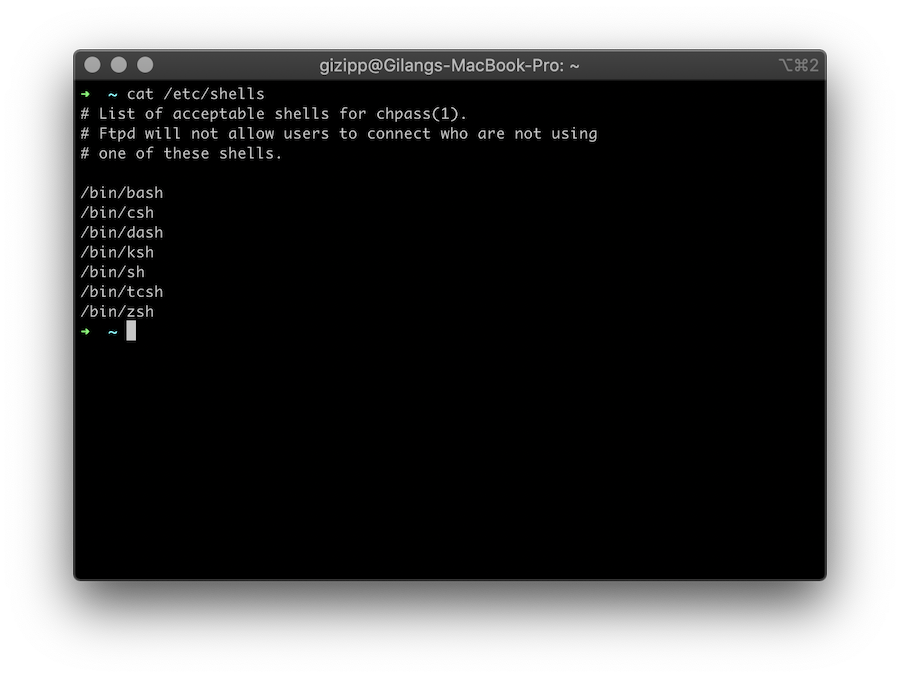 gizipp@Gilangs-MacBook-Pro: ~ ⌥⌘2
➜ ~ cat /etc/shells
# List of acceptable shells for chpass(1).
# Ftpd will not allow users to connect who are not using
# one of these shells.
/bin/bash
/bin/csh
/bin/dash
/bin/ksh
/bin/sh
/bin/tcsh
/bin/zsh
➜ ~